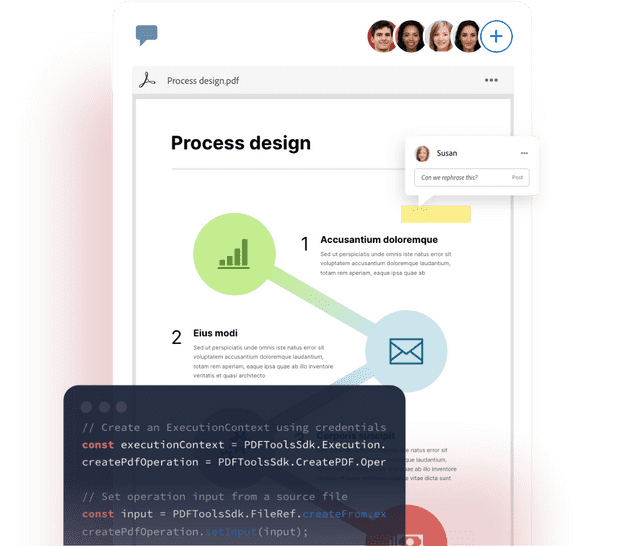 Process design.pdf
Process design
Susan
Can we rephrase this?
Post
1
Accusantium doloremque
Sed ut perspiciatis unde omnis iste natus error sit
voluptatem accusantium doloremque laudantium,
totam rem aperiam, eaque ipsa quae ab
2
Eius modi
Sed ut perspiciatis unde omnis iste natus error sit
voluptatem accusantium doloremque laudantium,
totam rem aperiam, eaque ipsa quae ab illo inventore
veritatis et quasi architecto
// Create an ExecutionContext using credentials
const executionContext = PDFToolsSdk.Execution.
createPdfOperation = PDFToolsSdk.CreatePDF.Oper
// Set operation input from a source file
const input = PDFToolsSdk.FileRef.createFrom.ex
createPdfOperation.setInput(input);
natus error sit
laudantium,
ab illo inventore
vitae dicta sunt